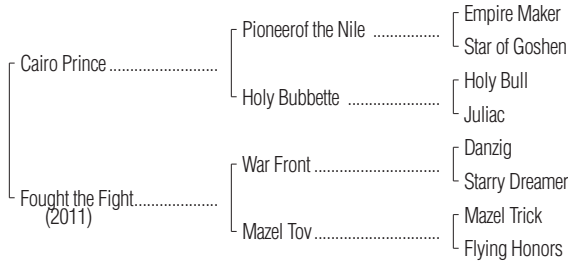 Empire Maker
Pioneerof the Nile ................
Star of Goshen
Cairo Prince ..........................
Holy Bull
Holy Bubbette ......................
Juliac
Danzig
War Front ..............................
Starry Dreamer
Fought the Fight....................
(2011)
Mazel Trick
Mazel Tov ..............................
Flying Honors